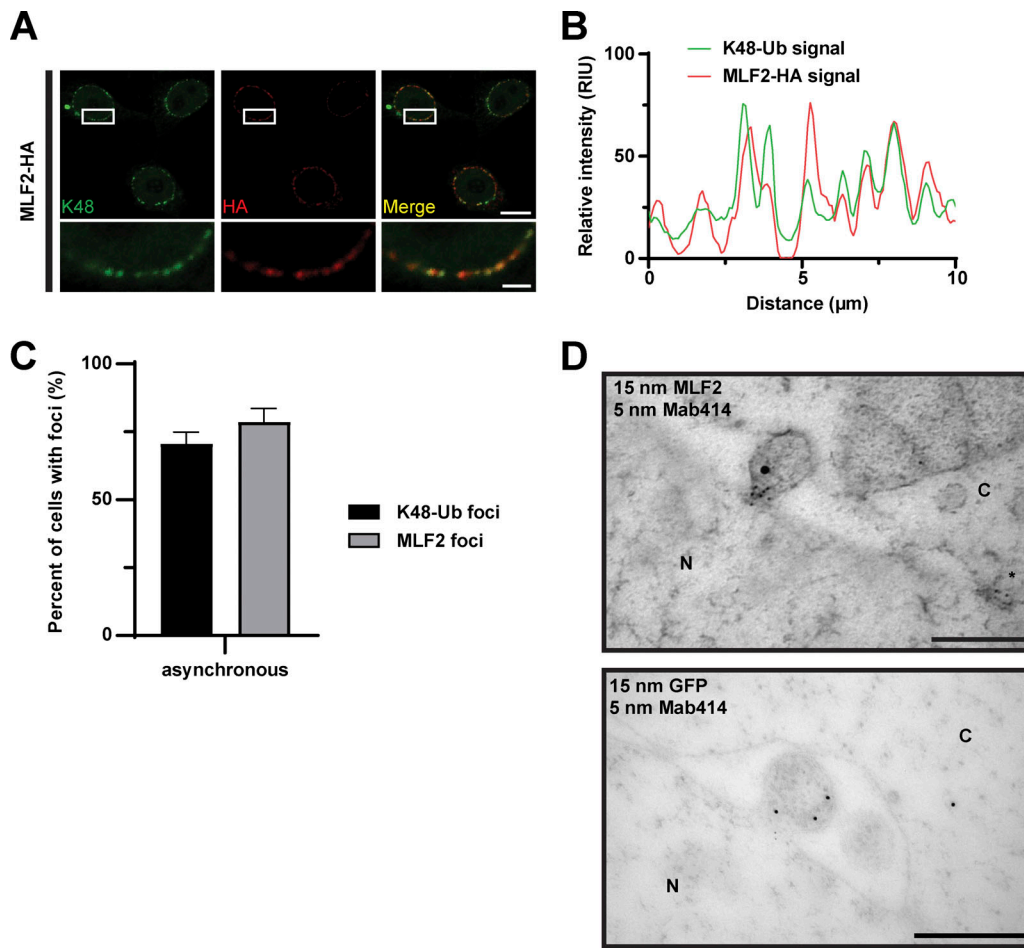 A
MLF2-HA
K48
HA
Merge
B
K48-Ub signal
MLF2-HA signal
Relative intensity (RIU)
100
50
0
0
5
10
Distance (µm)
C
Percent of cells with foci (%)
100
50
0
asynchronous
K48-Ub foci
MLF2 foci
D
15 nm MLF2
5 nm Mab414
C
N
*
15 nm GFP
5 nm Mab414
C
N